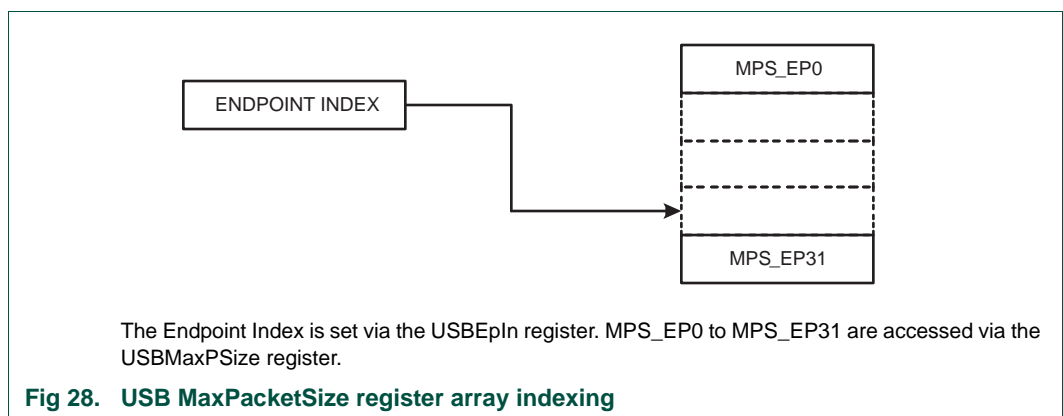 MPS_EP0
ENDPOINT INDEX
MPS_EP31
The Endpoint Index is set via the USBEpIn register. MPS_EP0 to MPS_EP31 are accessed via the
USBMaxPSize register.
Fig 28. USB MaxPacketSize register array indexing